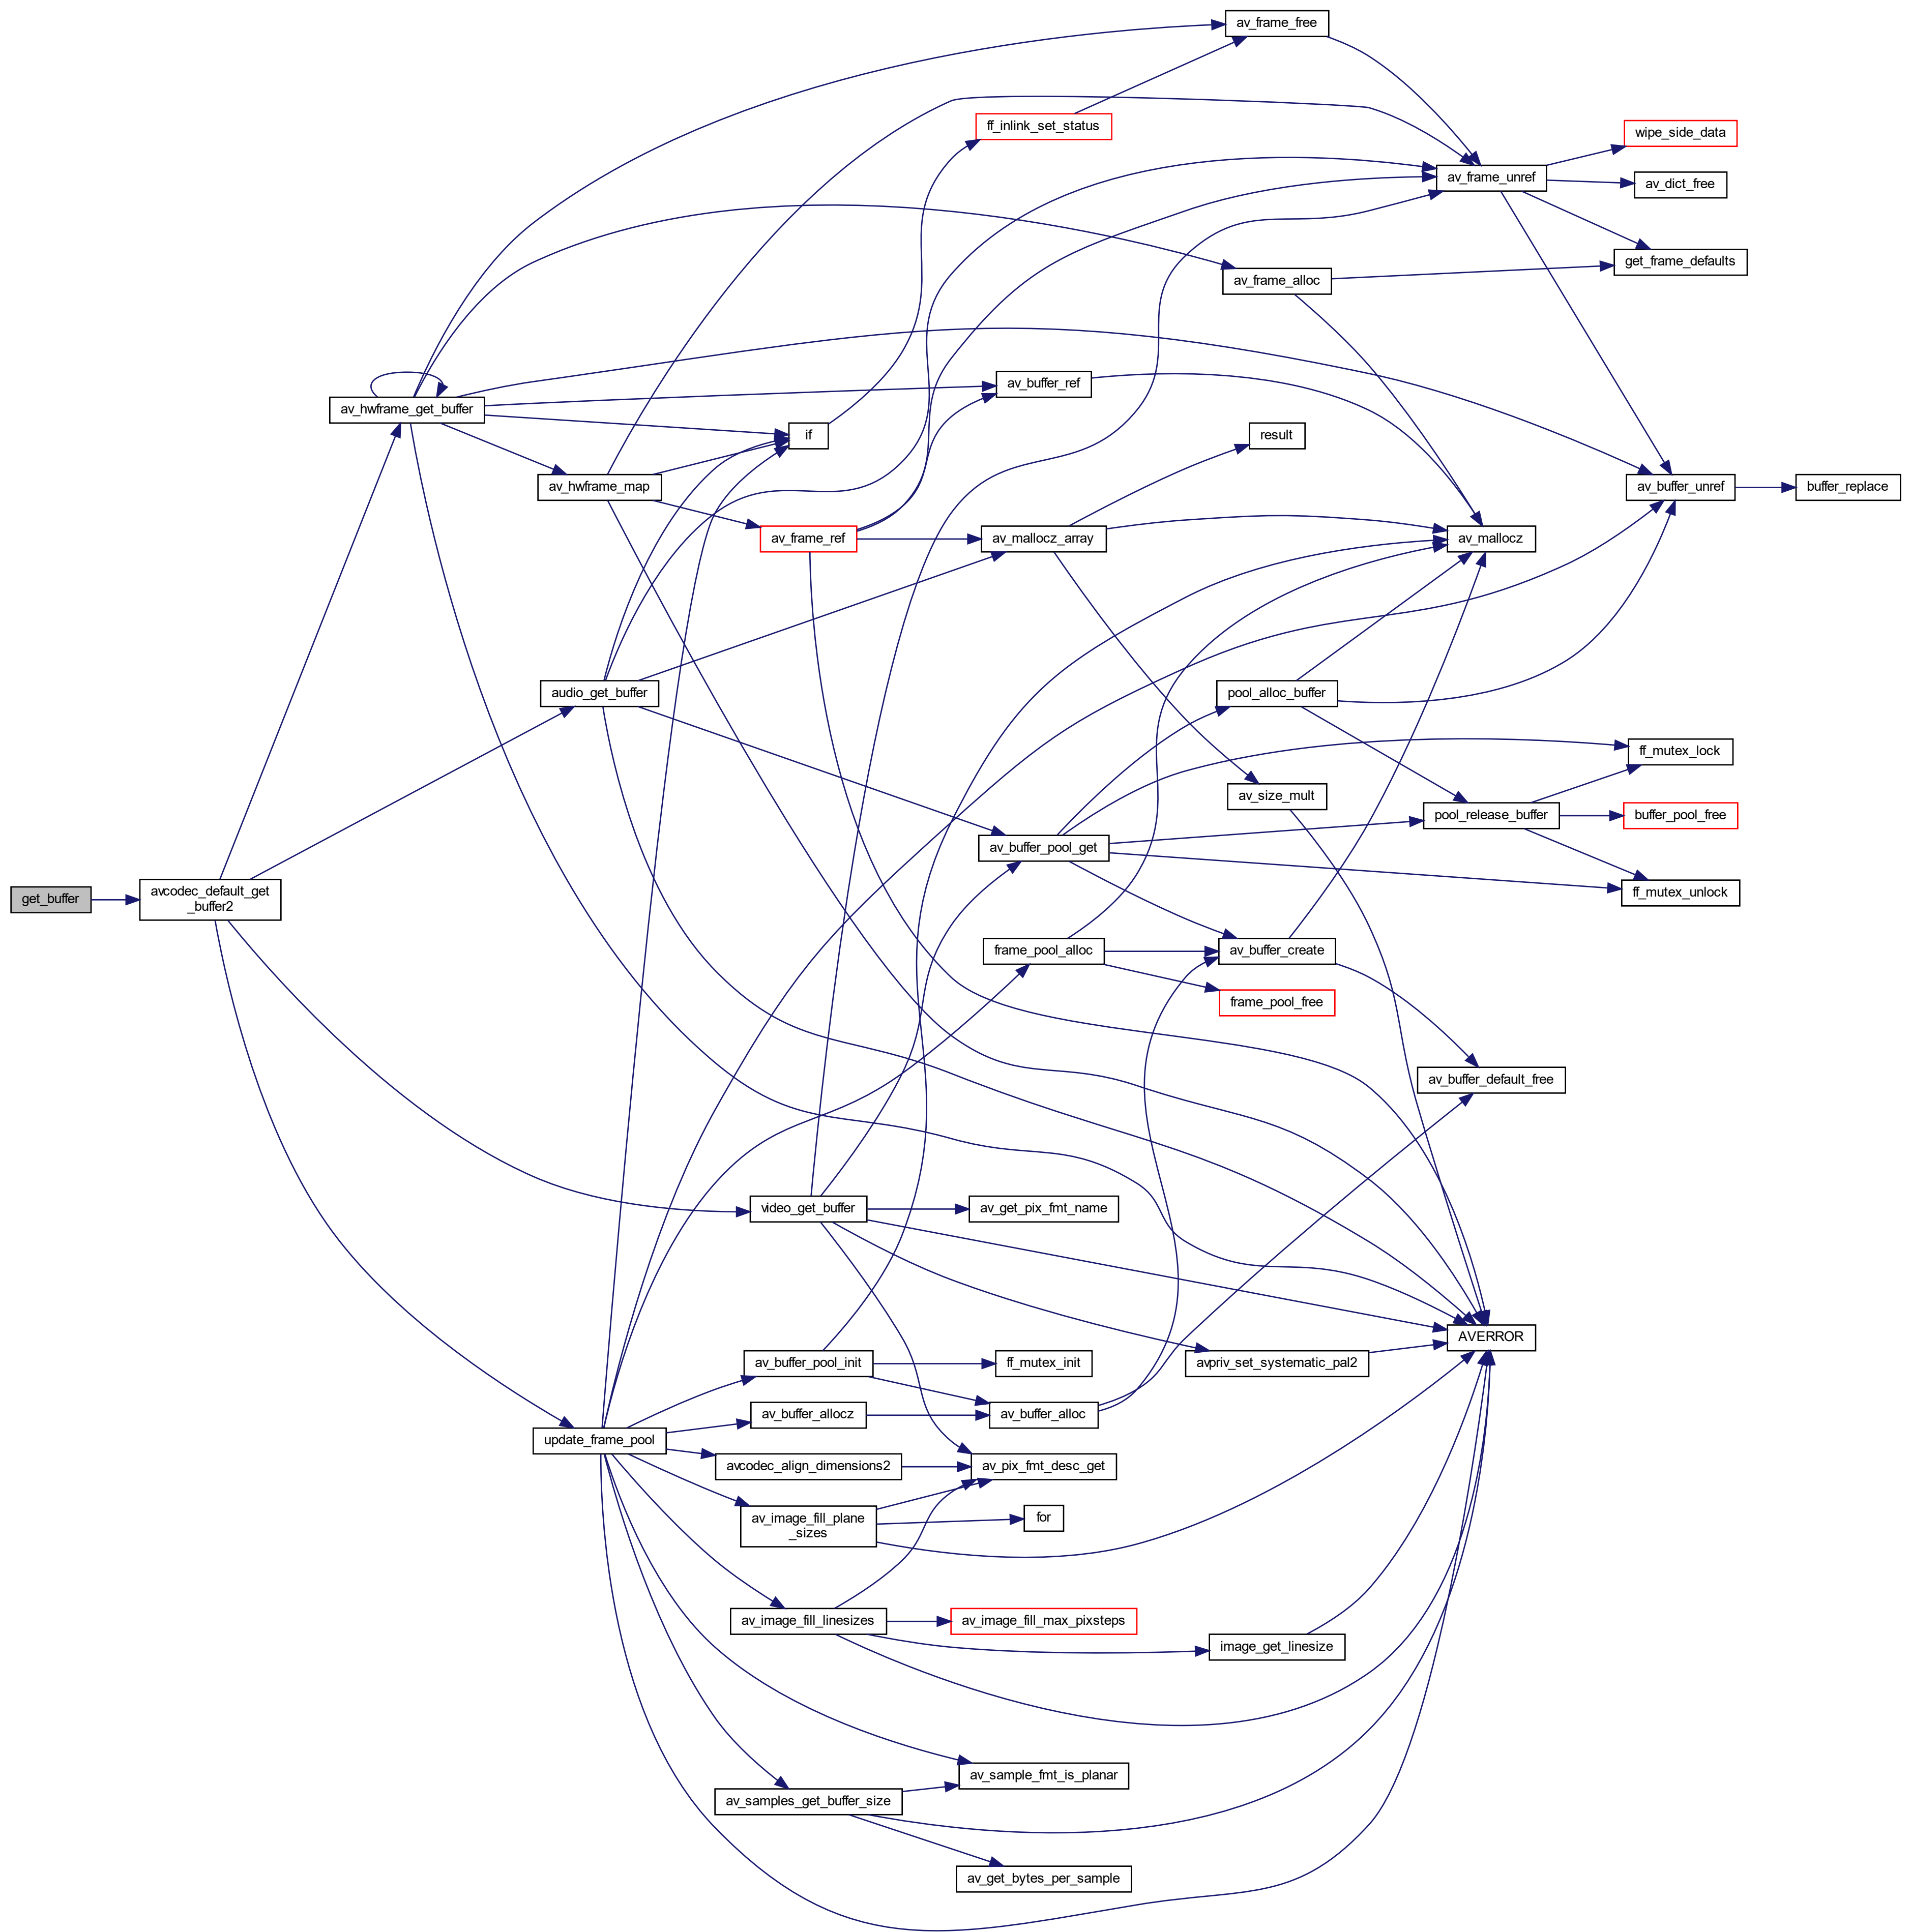 av_frame_free
ff_inlink_set_status
wipe_side_data
av_frame_unref
av_dict_free
get_frame_defaults
av_frame_alloc
av_buffer_ref
av_hwframe_get_buffer
if
result
av_hwframe_map
av_buffer_unref
buffer_replace
av_frame_ref
av_mallocz_array
av_mallocz
audio_get_buffer
pool_alloc_buffer
ff_mutex_lock
av_size_mult
pool_release_buffer
buffer_pool_free
av_buffer_pool_get
get_buffer
avcodec_default_get
_buffer2
ff_mutex_unlock
frame_pool_alloc
av_buffer_create
frame_pool_free
av_buffer_default_free
video_get_buffer
av_get_pix_fmt_name
AVERROR
av_buffer_pool_init
ff_mutex_init
avpriv_set_systematic_pal2
av_buffer_allocz
av_buffer_alloc
update_frame_pool
avcodec_align_dimensions2
av_pix_fmt_desc_get
av_image_fill_plane
_sizes
for
av_image_fill_linesizes
av_image_fill_max_pixsteps
image_get_linesize
av_sample_fmt_is_planar
av_samples_get_buffer_size
av_get_bytes_per_sample